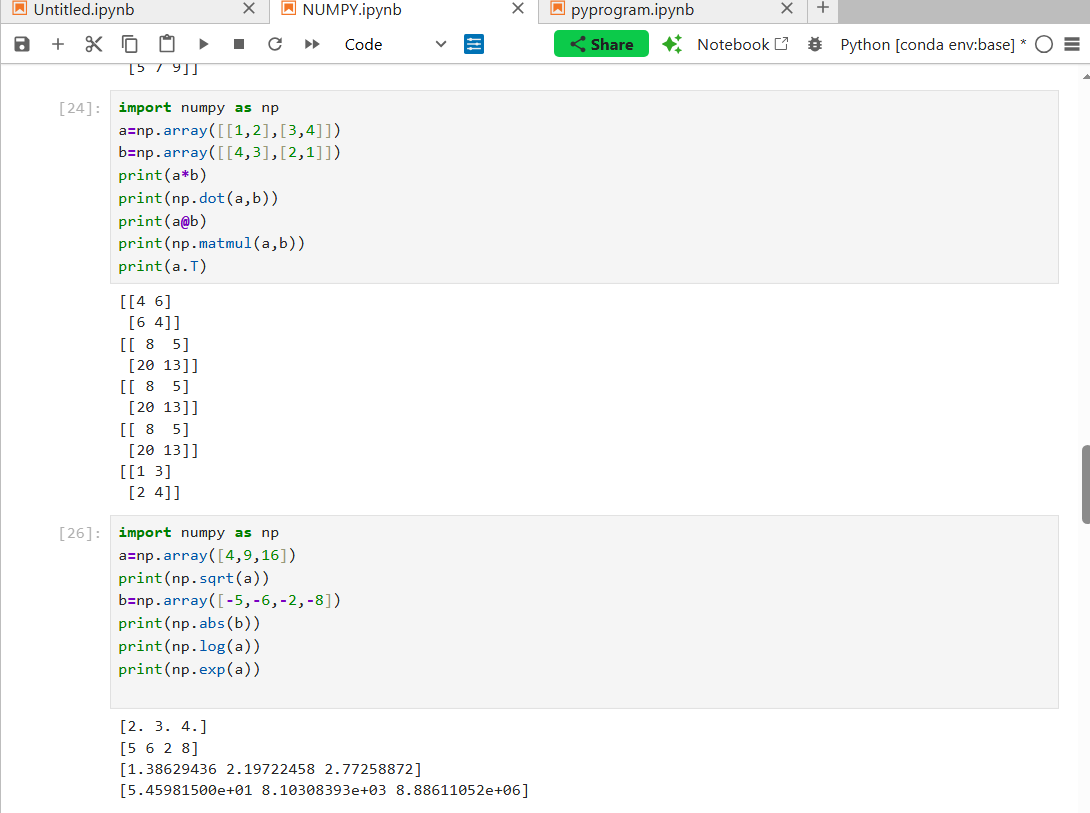 Untitled.ipynb NUMPY.ipynb pyprogram.ipynb
Code Share Notebook Python [conda env:base] *
[5 7 9]]
[24]:
import numpy as np
a=np.array([[1,2],[3,4]])
b=np.array([[4,3],[2,1]])
print(a*b)
print(np.dot(a,b))
print(a@b)
print(np.matmul(a,b))
print(a.T)
[[4 6]
 [6 4]]
[[ 8  5]
 [20 13]]
[[ 8  5]
 [20 13]]
[[ 8  5]
 [20 13]]
[[1 3]
 [2 4]]
[26]:
import numpy as np
a=np.array([4,9,16])
print(np.sqrt(a))
b=np.array([-5,-6,-2,-8])
print(np.abs(b))
print(np.log(a))
print(np.exp(a))
[2. 3. 4.]
[5 6 2 8]
[1.38629436 2.19722458 2.77258872]
[5.45981500e+01 8.10308393e+03 8.88611052e+06]